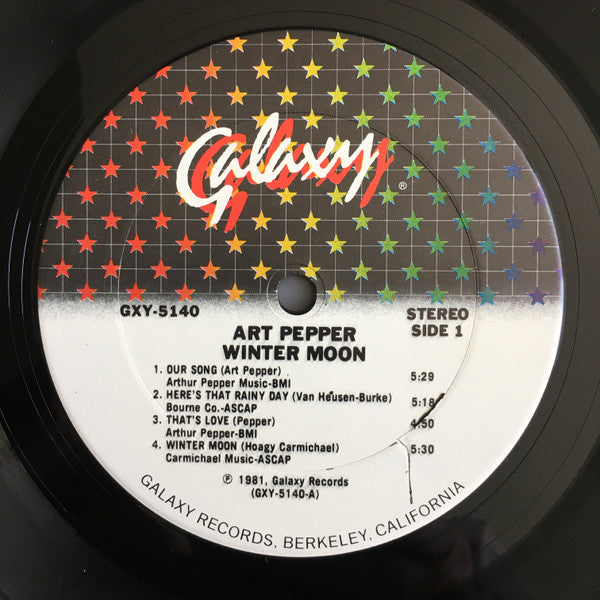 Galaxy®
GXY-5140
STEREO
SIDE 1
ART PEPPER
WINTER MOON
1. OUR SONG (Art Pepper) 5:29
Arthur Pepper Music-BMI
2. HERE'S THAT RAINY DAY (Van Heusen-Burke) 5:18
Bourne Co.-ASCAP
3. THAT'S LOVE (Pepper) 4:50
Arthur Pepper-BMI
4. WINTER MOON (Hoagy Carmichael) 5:30
Carmichael Music-ASCAP
℗ 1981, Galaxy Records
(GXY-5140-A)
GALAXY RECORDS, BERKELEY, CALIFORNIA